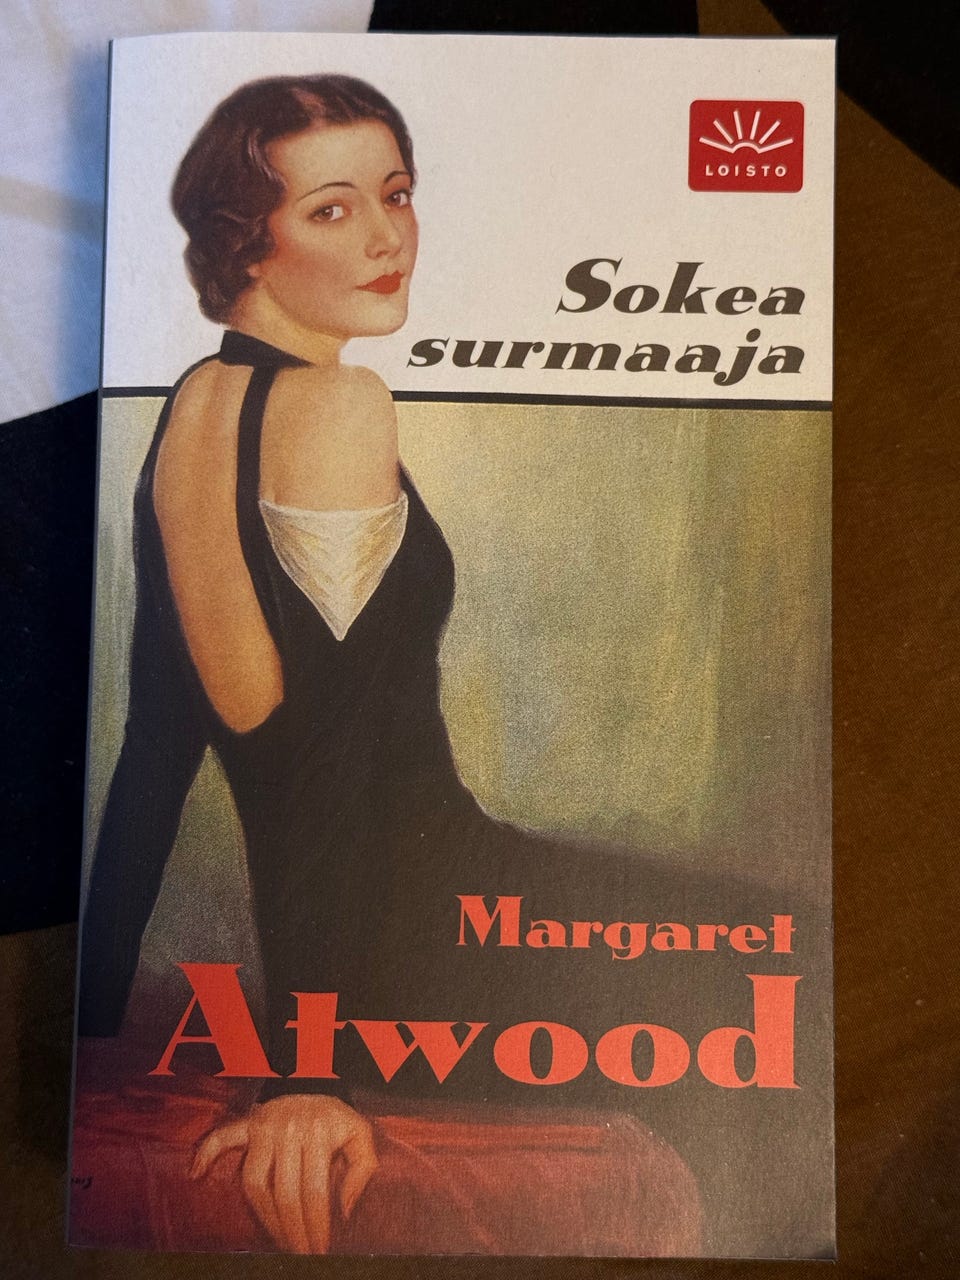 LOISTO
Sokea
surmaaja
Margaret
Atwood